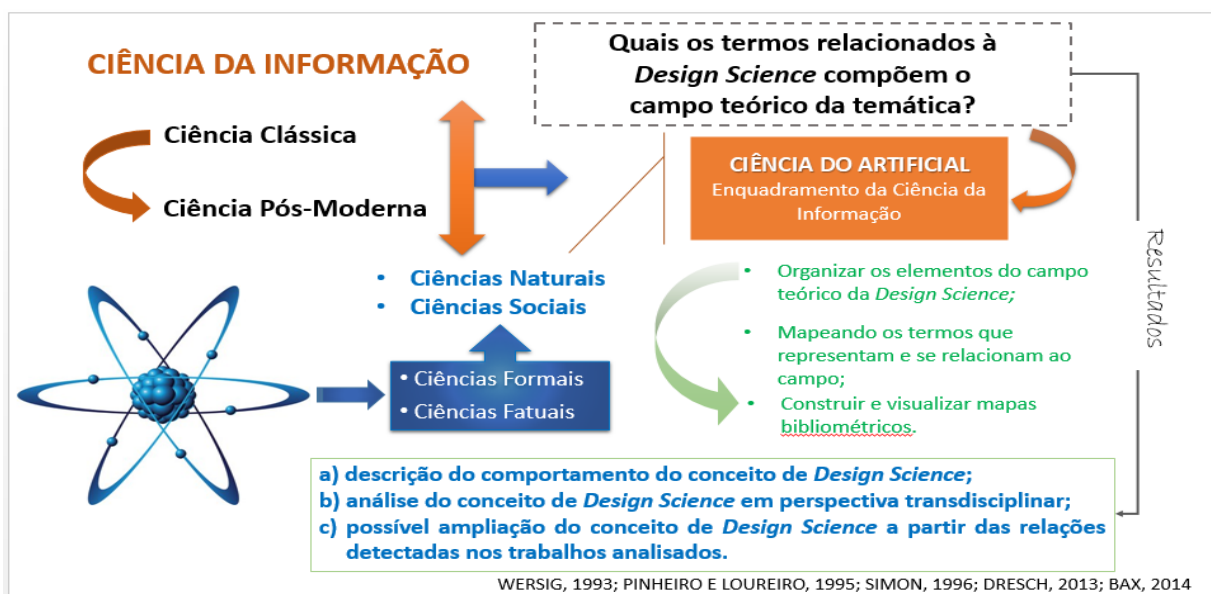 CIÊNCIA DA INFORMAÇÃO
Ciência Clássica
Ciência Pós-Moderna
Quais os termos relacionados à
Design Science compõem o
campo teórico da temática?
CIÊNCIA DO ARTIFICIAL
Enquadramento da Ciência da
Informação
• Ciências Naturais
• Ciências Sociais
• Ciências Formais
• Ciências Fatuais
• Organizar os elementos do campo
teórico da Design Science;
• Mapeando os termos que
representam e se relacionam ao
campo;
• Construir e visualizar mapas
bibliométricos.
Resultados
a) descrição do comportamento do conceito de Design Science;
b) análise do conceito de Design Science em perspectiva transdisciplinar;
c) possível ampliação do conceito de Design Science a partir das relações
detectadas nos trabalhos analisados.
WERSIG, 1993; PINHEIRO E LOUREIRO, 1995; SIMON, 1996; DRESCH, 2013; BAX, 2014